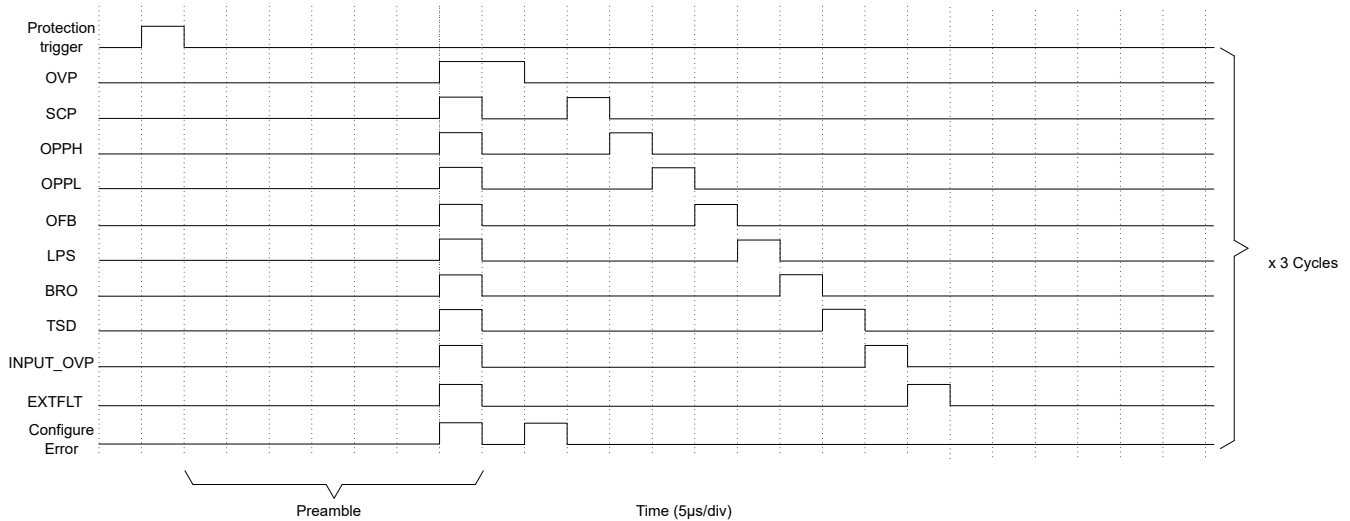 Protection
trigger
OVP
SCP
OPPH
OPPL
OFB
LPS
BRO
TSD
INPUT_OVP
EXTFLT
Configure
Error
x 3 Cycles
Preamble
Time (5µs/div)